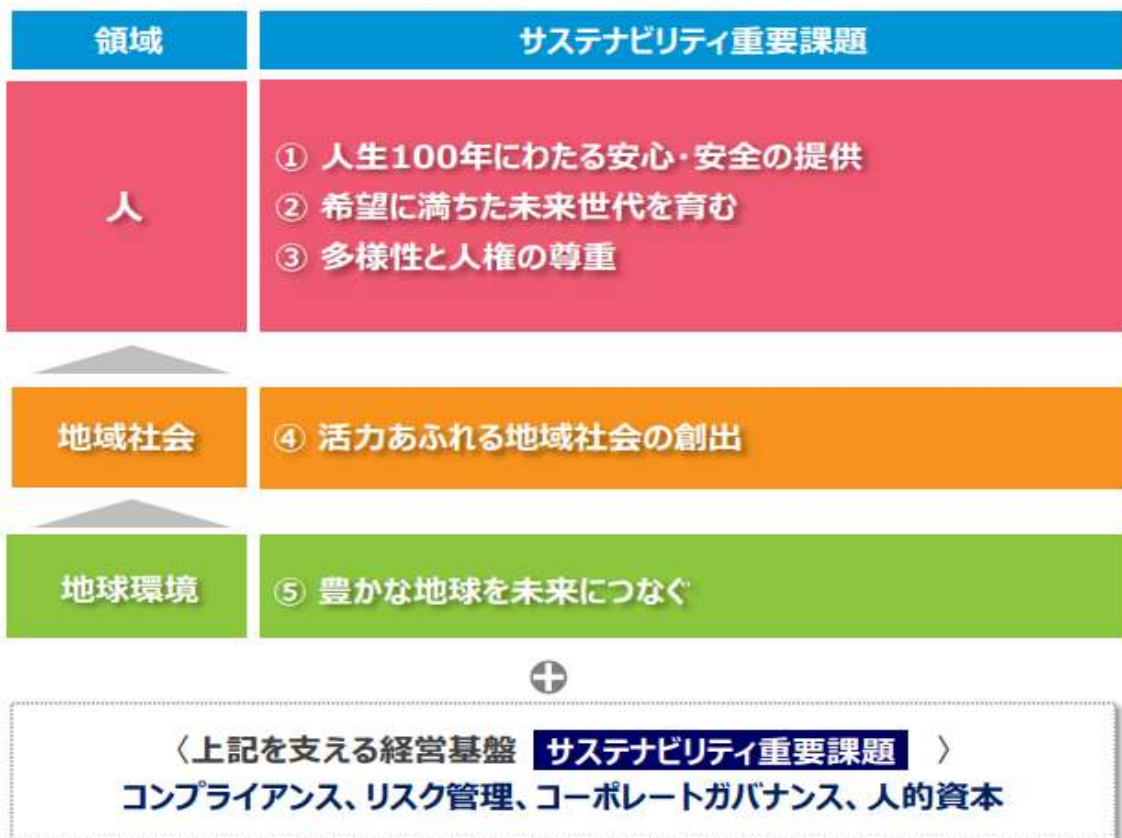 領域
サステナビリティ重要課題
人
① 人生100年にわたる安心・安全の提供
② 希望に満ちた未来世代を育む
③ 多様性と人権の尊重
地域社会
④ 活力あふれる地域社会の創出
地球環境
⑤ 豊かな地球を未来につなぐ
〈上記を支える経営基盤 サステナビリティ重要課題 〉
コンプライアンス、リスク管理、コーポレートガバナンス、人的資本